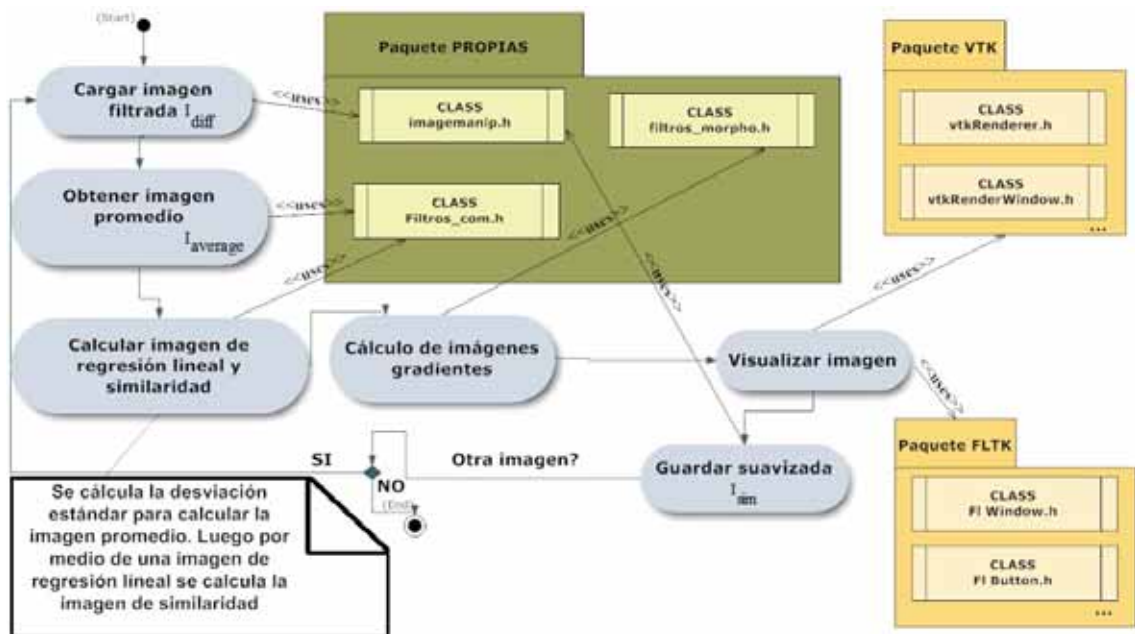 (Start)
Cargar imagen
filtrada I
diff
Obtener imagen
promedio
I
average
Calcular imagen de
regresión lineal y
similaridad
Cálculo de imágenes
gradientes
Visualizar imagen
Guardar suavizada
I
sim
Otra imagen?
SI
NO
(End)
Se cálcula la desviación
estándar para calcular la
imagen promedio. Luego por
medio de una imagen de
regresión líneal se calcula la
imagen de similaridad
Paquete PROPIAS
CLASS
imagemanip.h
CLASS
filtros_morpho.h
CLASS
Filtros_com.h
Paquete VTK
CLASS
vtkRenderer.h
CLASS
vtkRenderWindow.h
...
Paquete FLTK
CLASS
Fl Window.h
CLASS
Fl Button.h
...
<<uses>>
<<uses>>
<<uses>>
<<uses>>
<<uses>>
<<uses>>
<<uses>>